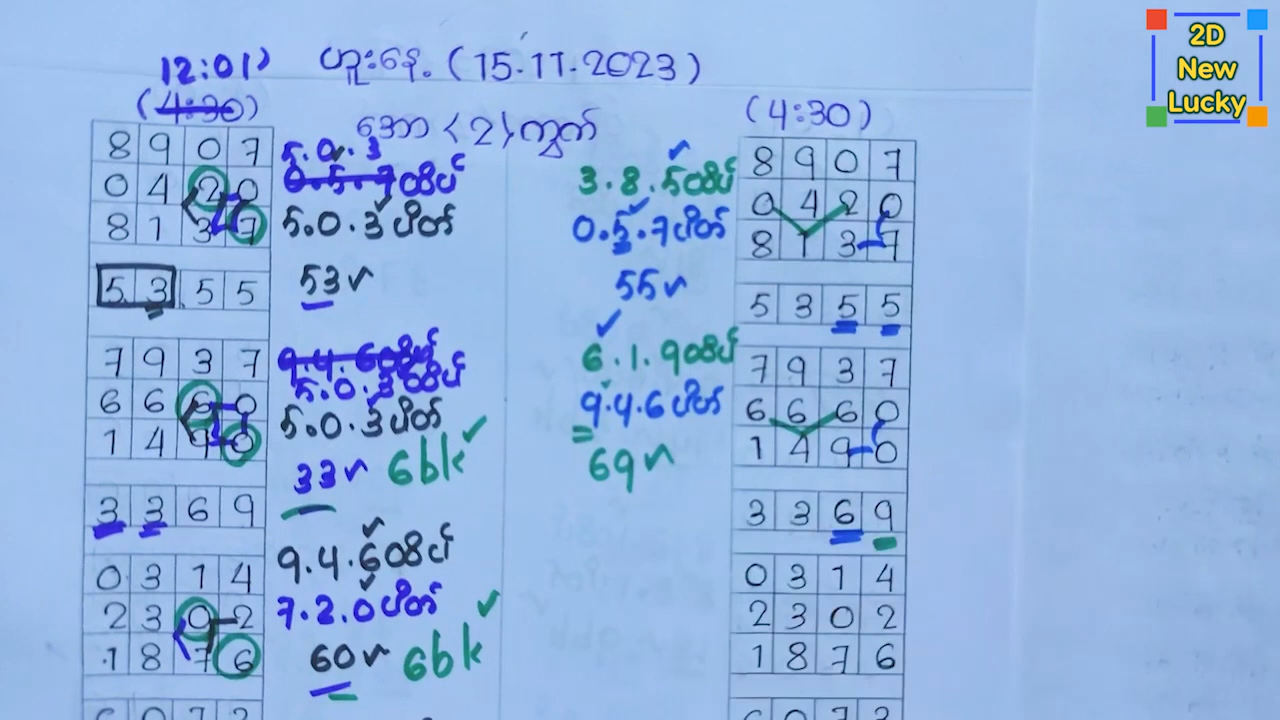 2D
New
Lucky
12:01
ဟူးနေ့ (15.11.2023)
(4:30)
အော (2) ကွက်
(4:30)
8 9 0 7
5.0.3
0 4 2 0
0.5.7 ထိပ်
8 1 3 7
5.0.3 ပိတ်
5 3 5 5
53
7 9 3 7
9.4.6 ထိပ်
5.0.3 ထိပ်
6 6 6 0
5.0.3 ပိတ်
1 4 9 0
33 6bk
3 3 6 9
9.4.6 ထိပ်
0 3 1 4
7.2.0 ပိတ်
2 3 0 2
60 6bk
1 8 7 6
3.8.5 ထိပ်
0.5.7 ပိတ်
55
6.1.9 ထိပ်
9.4.6 ပိတ်
69
8 9 0 7
0 4 2 0
8 1 3 7
5 3 5 5
7 9 3 7
6 6 6 0
1 4 9 0
3 3 6 9
0 3 1 4
2 3 0 2
1 8 7 6